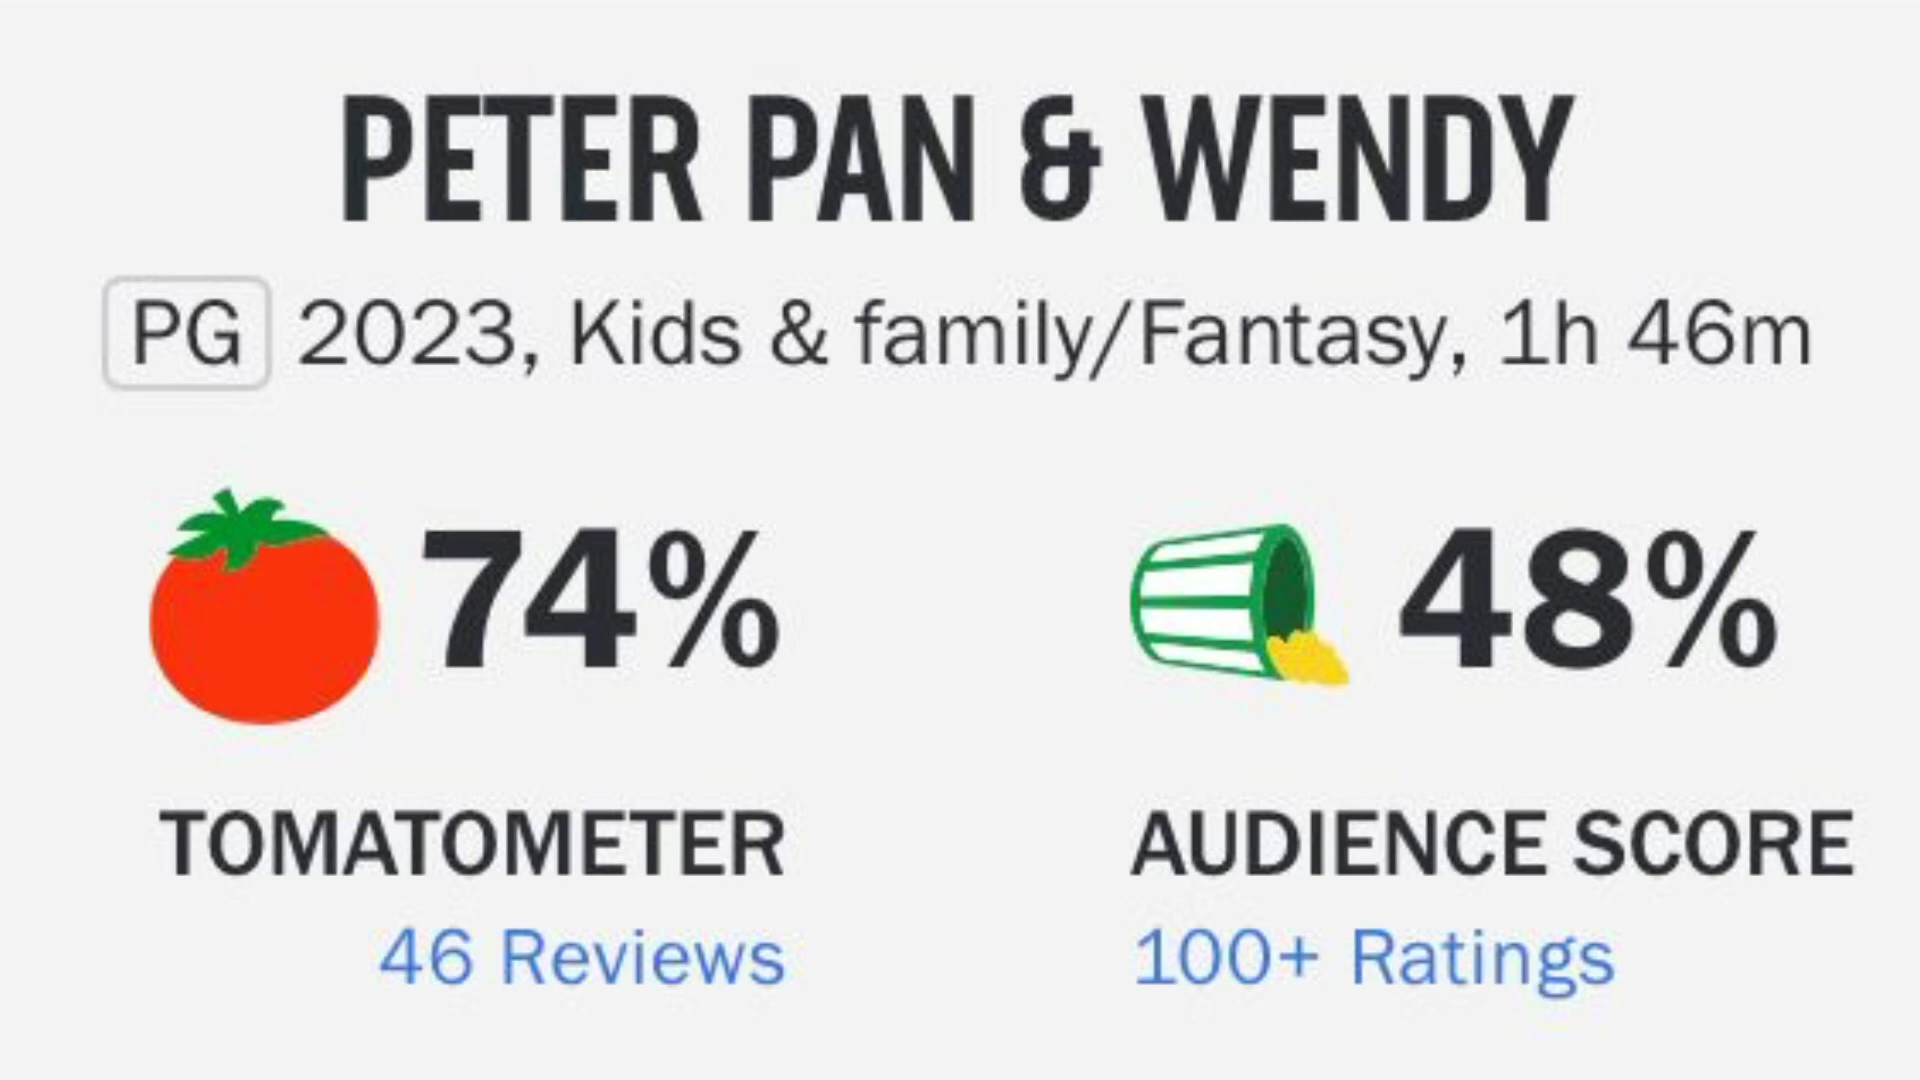 PETER PAN & WENDY
PG 2023, Kids & family/Fantasy, 1h 46m
74%
48%
TOMATOMETER
AUDIENCE SCORE
46 Reviews
100+ Ratings